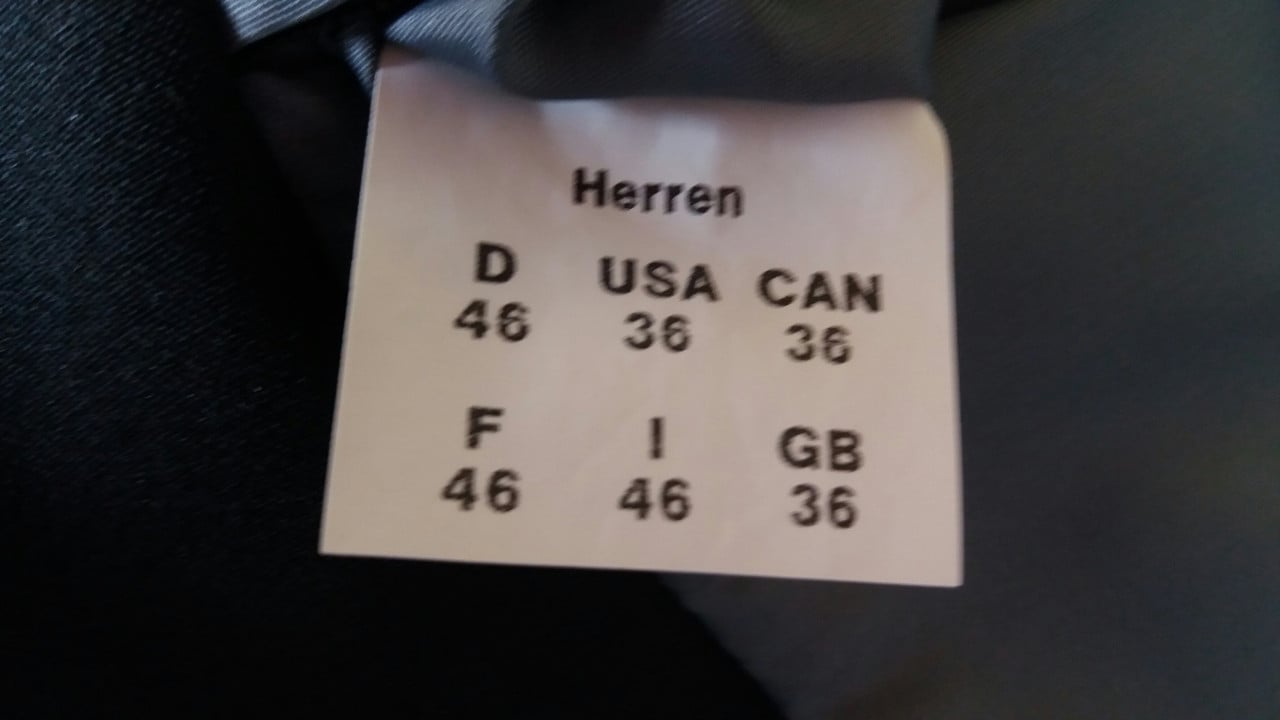 Herren
D USA CAN
46 36 36
F I GB
46 46 36